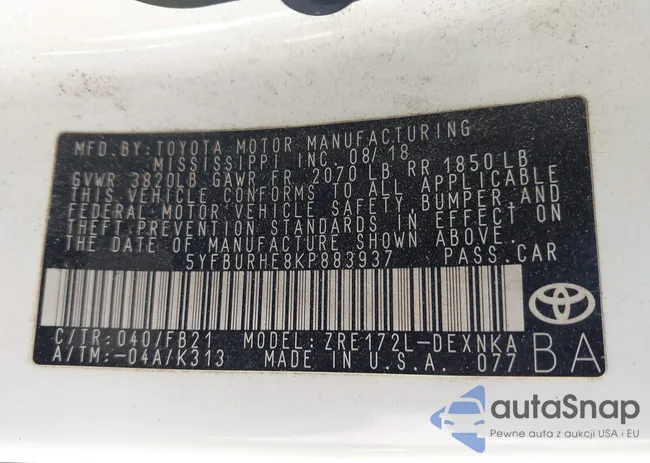 MFD. BY: TOYOTA MOTOR MANUFACTURING
MISSISSIPPI INC. 08/18
GVWR 3820LB GAWR FR 2070 LB RR 1850 LB
THIS VEHICLE CONFORMS TO ALL APPLICABLE
FEDERAL MOTOR VEHICLE SAFETY, BUMPER, AND
THEFT PREVENTION STANDARDS IN EFFECT ON
THE DATE OF MANUFACTURE SHOWN ABOVE.
5YFBURHE8KP883937 PASS.CAR
C/TR: 040/FB21 MODEL: ZRE172L-DEXNKA
A/TM: -04A/K313 MADE IN U.S.A. 077 BA
autoSnap
Pewne auta z aukcji USA i EU